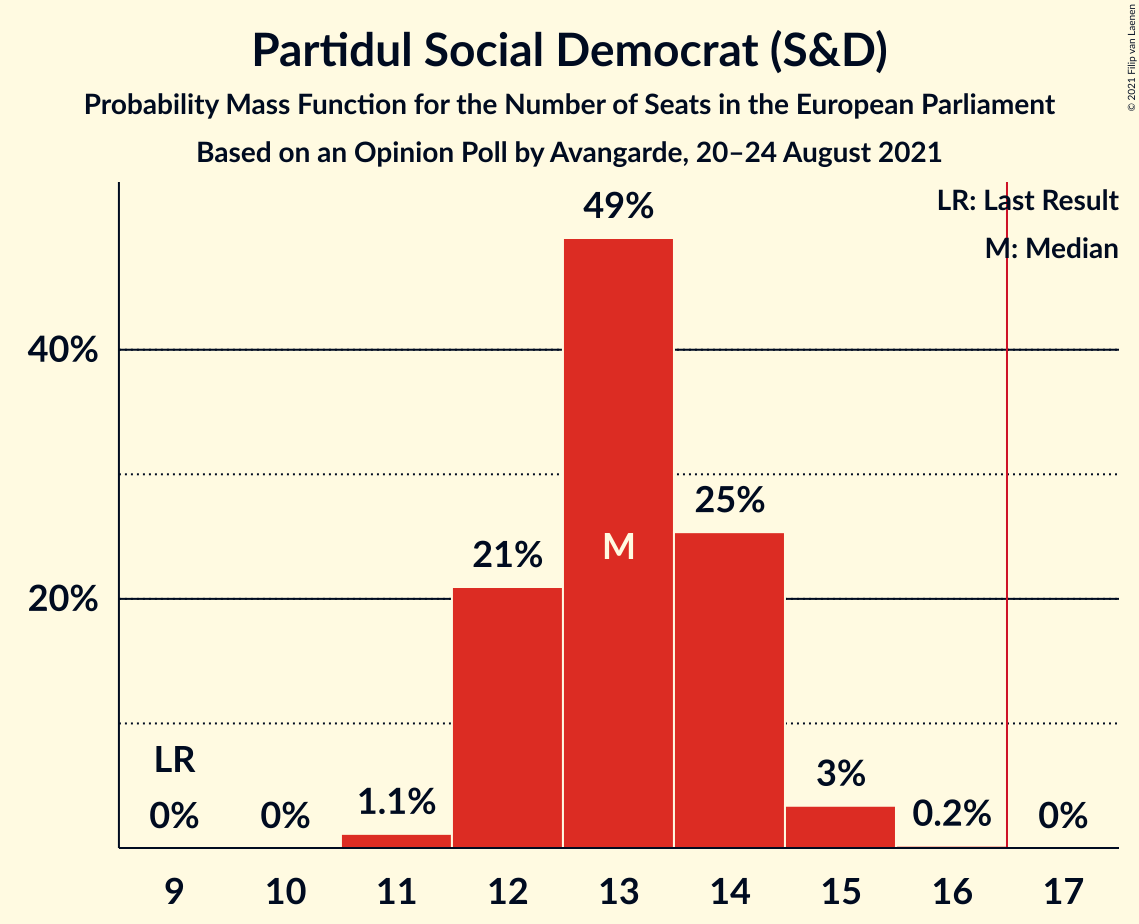 Partidul Social Democrat (S&D)
Probability Mass Function for the Number of Seats in the European Parliament
Based on an Opinion Poll by Avangarde, 20–24 August 2021
© 2021 Filip van Laenen
LR: Last Result
M: Median
49%
40%
25%
M
21%
20%
LR
3%
1.1%
0%
0%
0.2%
0%
9 10 11 12 13 14 15 16 17